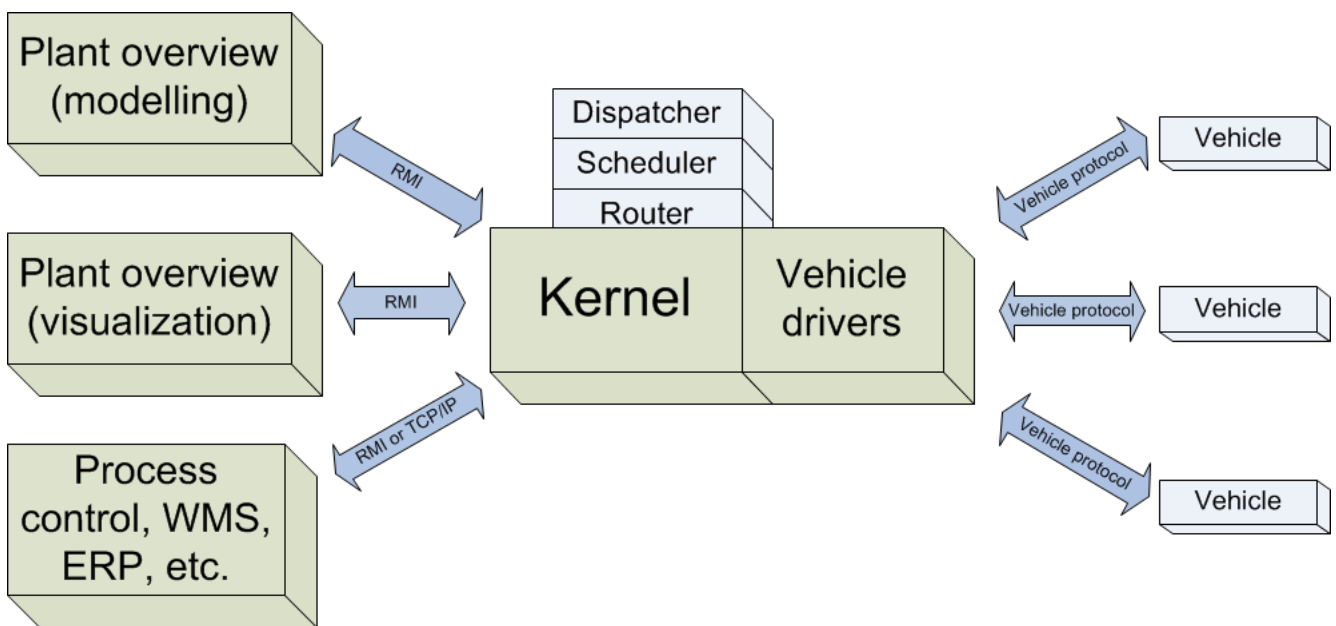 Plant overview
(modelling)
RMI
Plant overview
(visualization)
RMI
Process
control, WMS,
ERP, etc.
RMI or TCP/IP
Dispatcher
Scheduler
Router
Kernel
Vehicle
drivers
Vehicle protocol
Vehicle
Vehicle protocol
Vehicle
Vehicle protocol
Vehicle